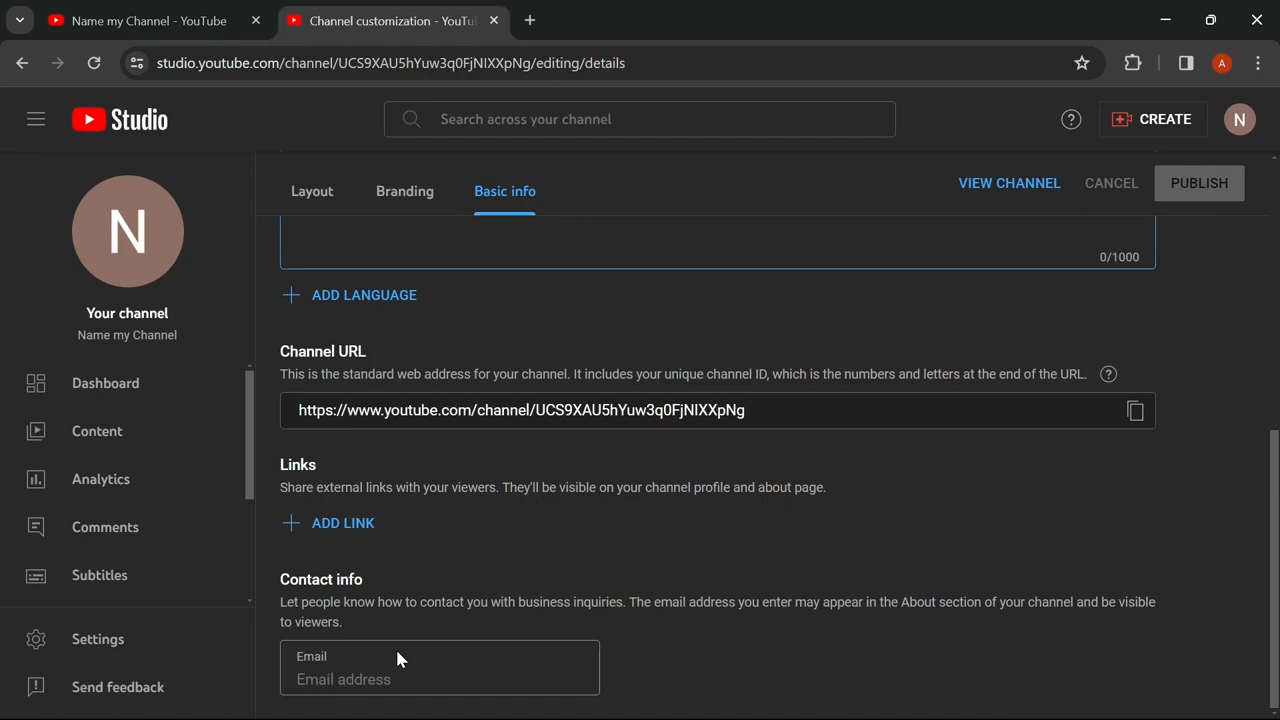 Name my Channel - YouTube
Channel customization - YouTu
studio.youtube.com/channel/UCS9XAU5hYuw3q0FjNIXXpNg/editing/details
A
Studio
Search across your channel
CREATE
N
N
Your channel
Name my Channel
Dashboard
Content
Analytics
Comments
Subtitles
Settings
Send feedback
Layout
Branding
Basic info
VIEW CHANNEL
CANCEL
PUBLISH
0/1000
ADD LANGUAGE
Channel URL
This is the standard web address for your channel. It includes your unique channel ID, which is the numbers and letters at the end of the URL.
https://www.youtube.com/channel/UCS9XAU5hYuw3q0FjNIXXpNg
Links
Share external links with your viewers. They'll be visible on your channel profile and about page.
ADD LINK
Contact info
Let people know how to contact you with business inquiries. The email address you enter may appear in the About section of your channel and be visible
to viewers.
Email
Email address